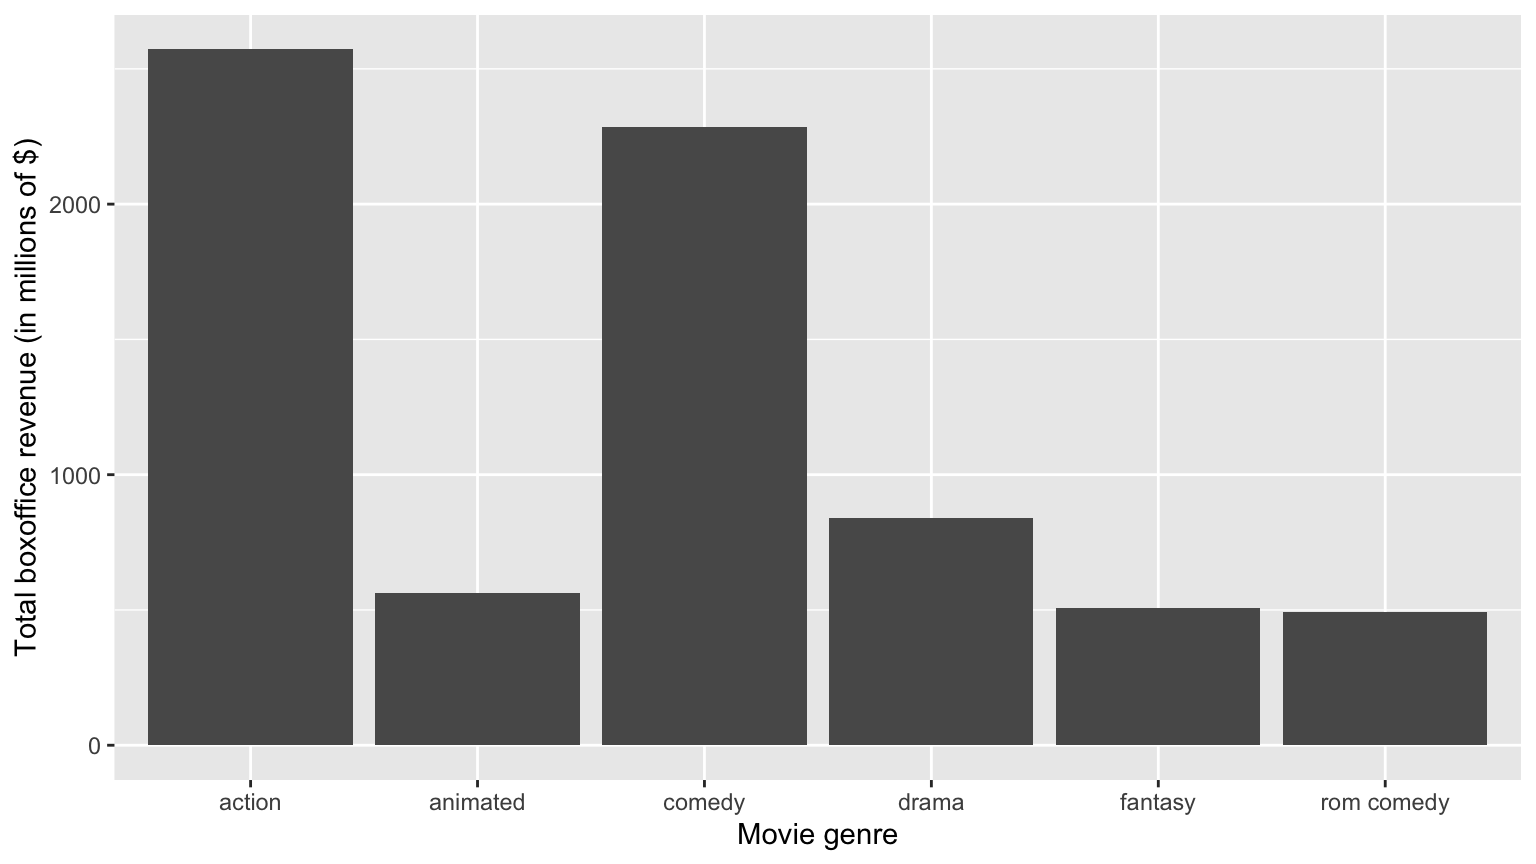 Total boxoffice revenue (in millions of $)
2000
1000
0
action
animated
comedy
drama
fantasy
rom comedy
Movie genre